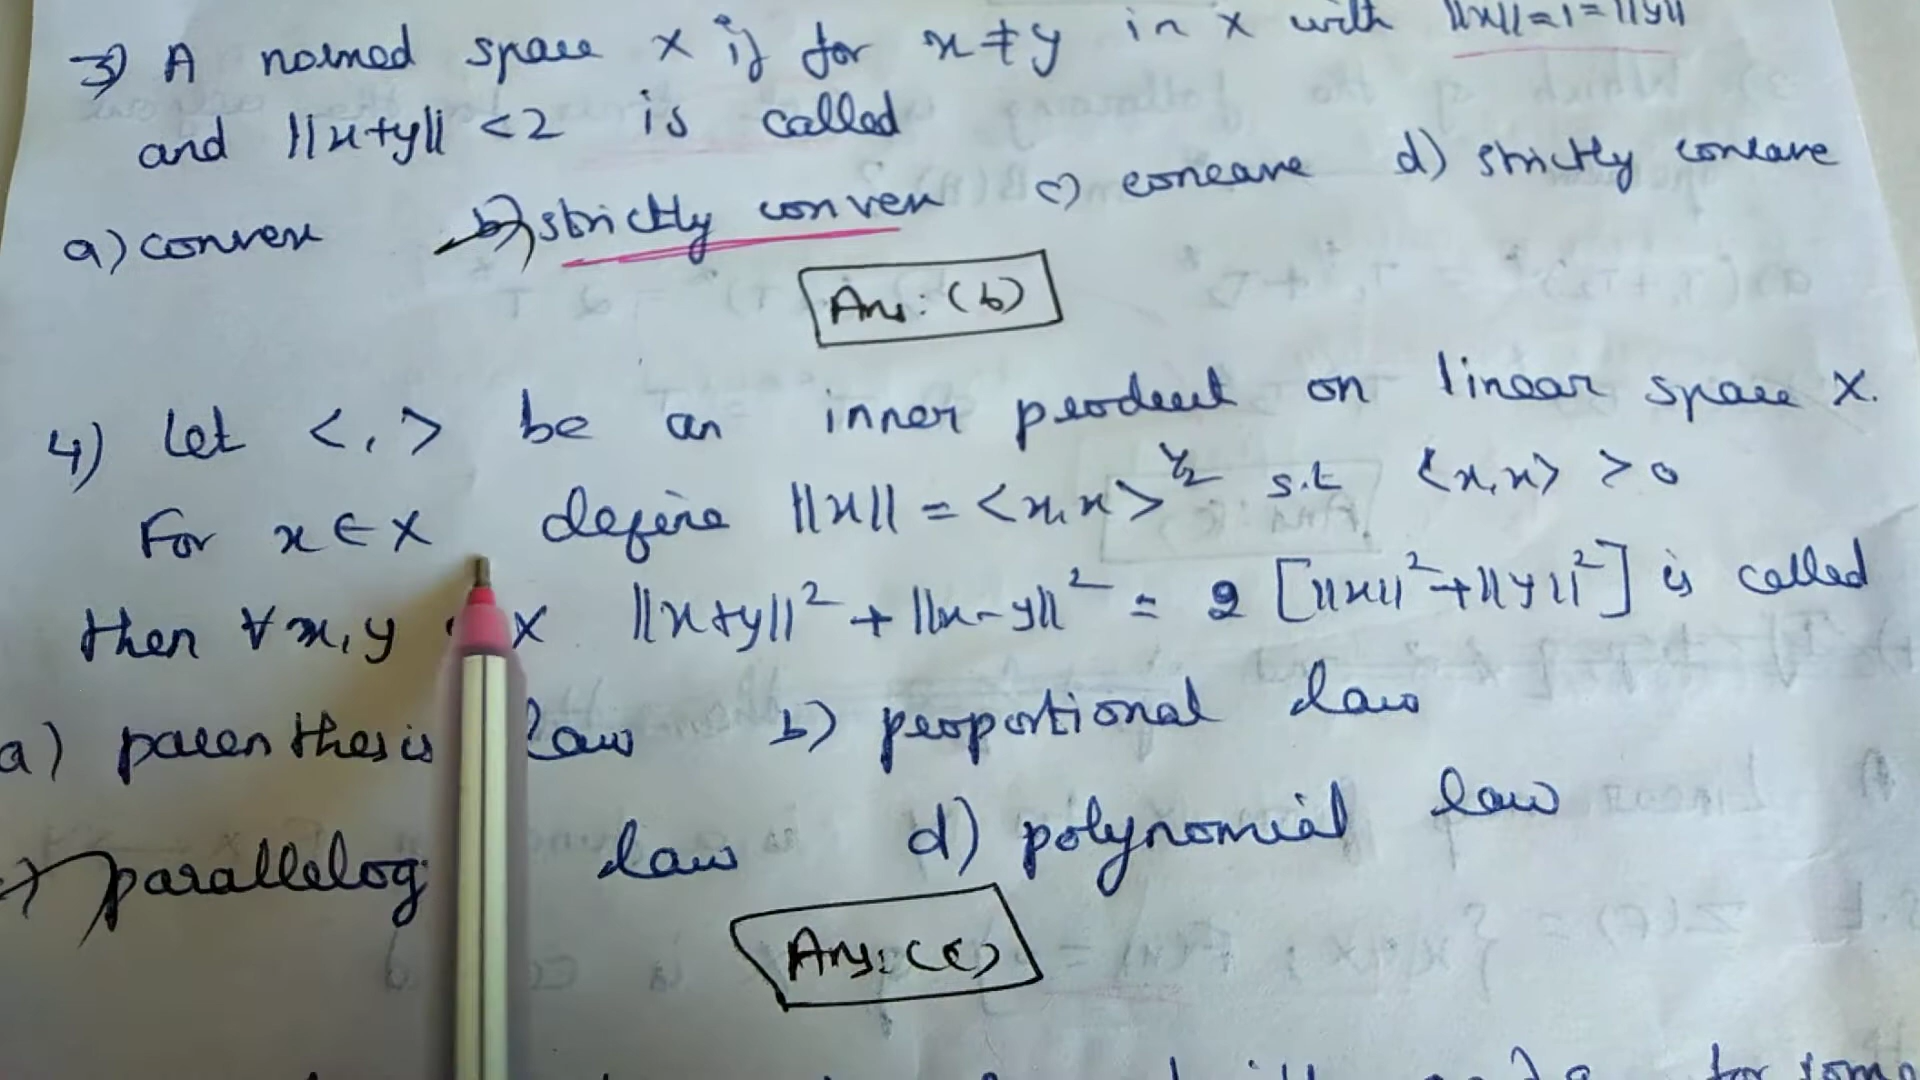 3) A normed space X if for x ≠ y in X with ||x|| = 1 = ||y||
and ||x+y|| < 2 is called
a) convex b) strictly convex c) concave d) strictly concave
Ans: (b)
4) Let < , > be an inner product on linear space X.
For x ∈ X define ||x|| = <x,x>^1/2 s.t <x,x> > 0
then ∀ x, y X ||x+y||² + ||x-y||² = 2 [||x||² + ||y||²] is called
a) parenthesis law b) proportional law
parallelog law d) polynomial law
Ans: (c)
for some